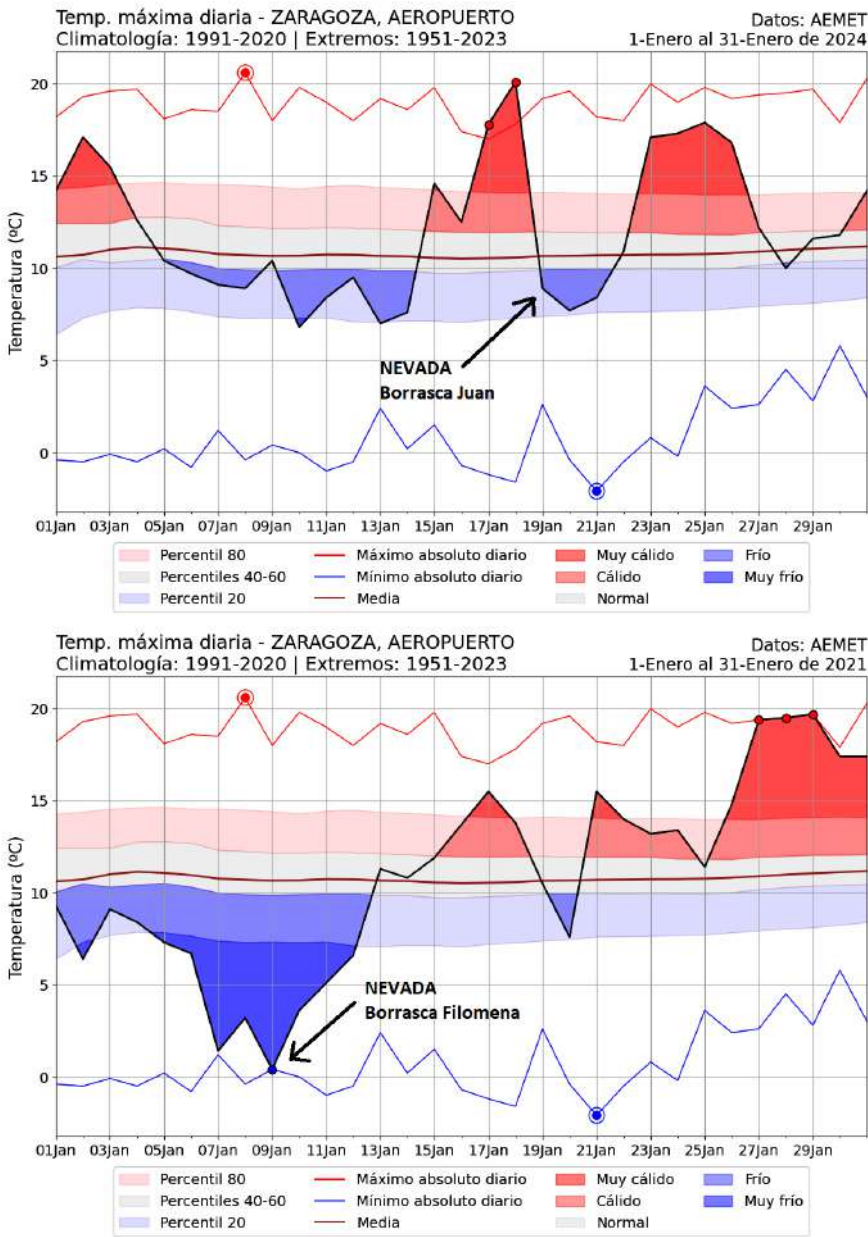 Temp. máxima diaria - ZARAGOZA, AEROPUERTO
Datos: AEMET
Climatología: 1991-2020 | Extremos: 1951-2023
1-Enero al 31-Enero de 2024
Temperatura (ºC)
20
15
10
5
0
NEVADA
Borrasca Juan
01Jan 03Jan 05Jan 07Jan 09Jan 11Jan 13Jan 15Jan 17Jan 19Jan 21Jan 23Jan 25Jan 27Jan 29Jan
Percentil 80 Máximo absoluto diario Muy cálido Frío
Percentiles 40-60 Mínimo absoluto diario Cálido Muy frío
Percentil 20 Media Normal
Temp. máxima diaria - ZARAGOZA, AEROPUERTO
Datos: AEMET
Climatología: 1991-2020 | Extremos: 1951-2023
1-Enero al 31-Enero de 2021
Temperatura (ºC)
20
15
10
5
0
NEVADA
Borrasca Filomena
01Jan 03Jan 05Jan 07Jan 09Jan 11Jan 13Jan 15Jan 17Jan 19Jan 21Jan 23Jan 25Jan 27Jan 29Jan
Percentil 80 Máximo absoluto diario Muy cálido Frío
Percentiles 40-60 Mínimo absoluto diario Cálido Muy frío
Percentil 20 Media Normal